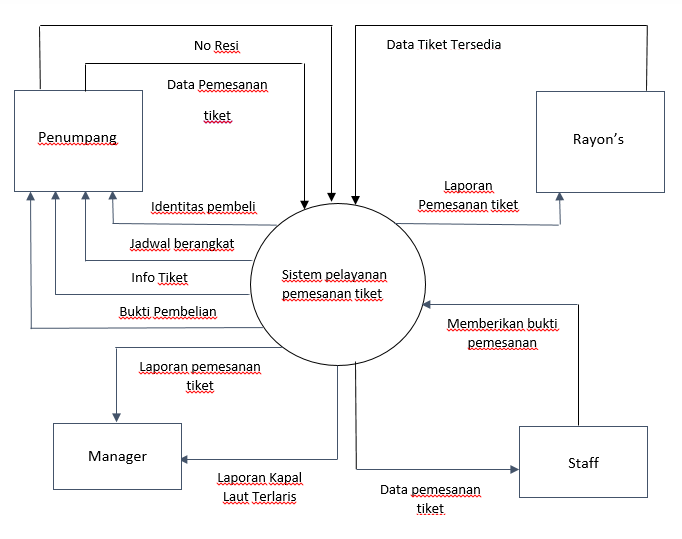 No Resi
Data Tiket Tersedia
Data Pemesanan
tiket
Penumpang
Rayon's
Laporan
Pemesanan tiket
Identitas pembeli
Jadwal berangkat
Info Tiket
Bukti Pembelian
Sistem pelayanan
pemesanan tiket
Memberikan bukti
pemesanan
Laporan pemesanan
tiket
Manager
Staff
Laporan Kapal
Laut Terlaris
Data pemesanan
tiket